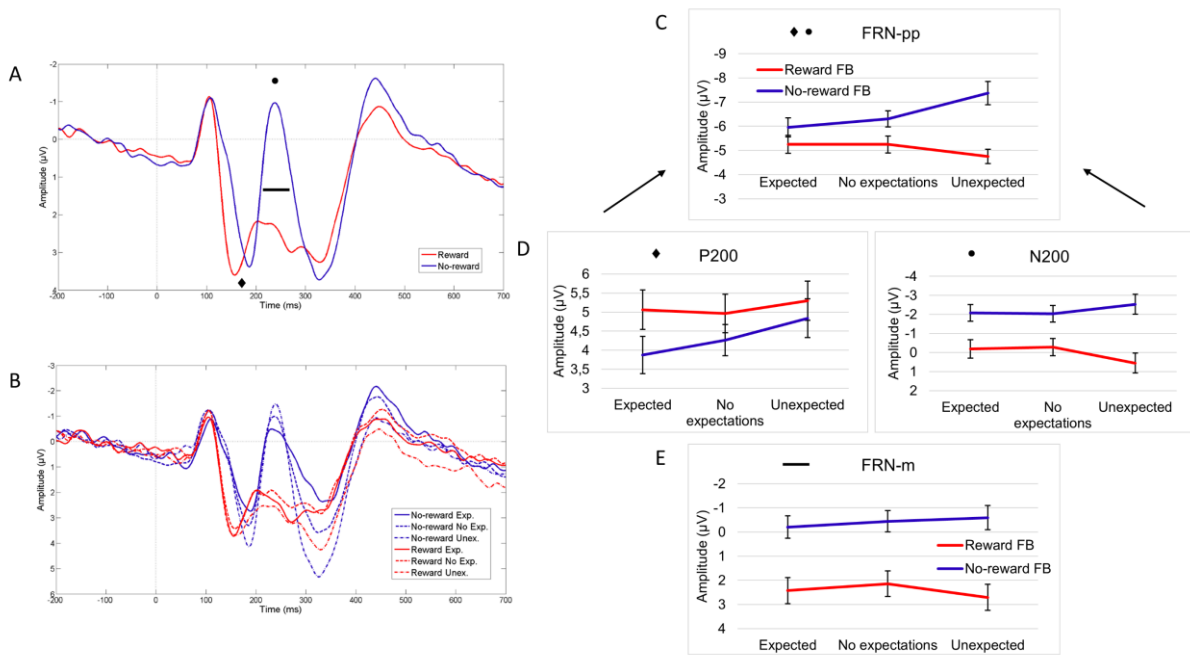 A
-2
-1
0
1
2
3
4
Amplitude (µV)
-200 -100 0 100 200 300 400 500 600 700
Time (ms)
Reward
No-reward
B
-3
-2
-1
0
1
2
3
4
5
6
Amplitude (µV)
No-reward Exp.
No-reward No Exp.
No-reward Unex.
Reward Exp.
Reward No Exp.
Reward Unex.
-200 -100 0 100 200 300 400 500 600 700
Time (ms)
C
FRN-pp
-9
-8
-7
-6
-5
-4
-3
Amplitude (µV)
Reward FB
No-reward FB
Expected No expectations Unexpected
D
P200
6
5,5
5
4,5
4
3,5
3
Amplitude (µV)
Expected No Unexpected
expectations
N200
-4
-3
-2
-1
0
1
2
Amplitude (µV)
Expected No Unexpected
expectations
E
FRN-m
-2
-1
0
1
2
3
4
Amplitude (µV)
Reward FB
No-reward FB
Expected No expectations Unexpected